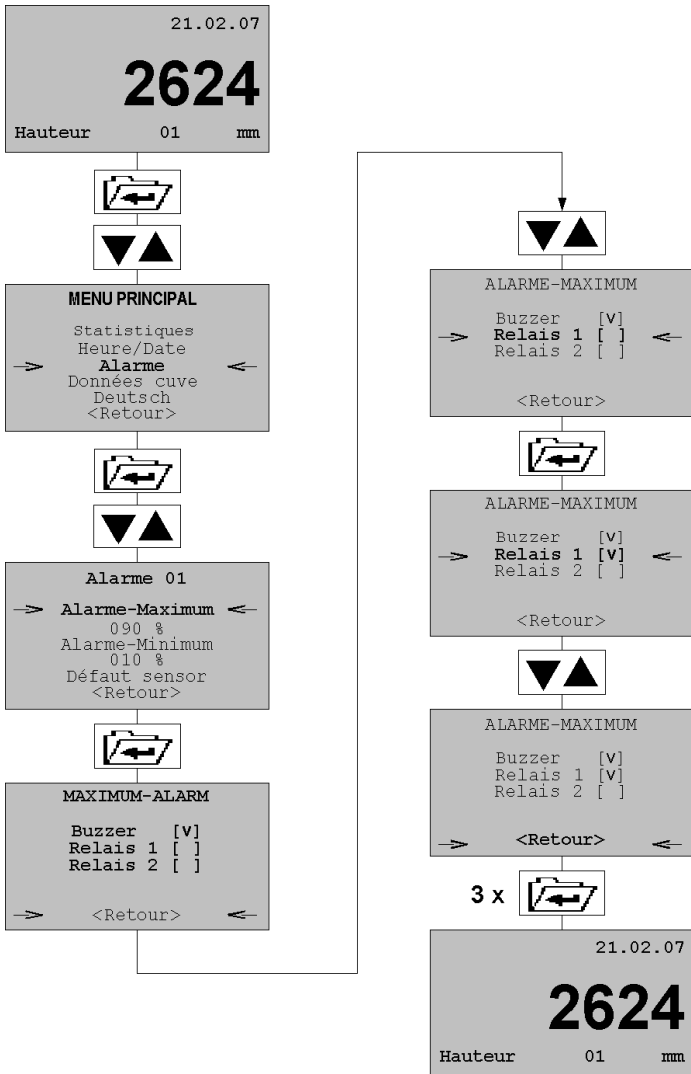 21.02.07
2624
Hauteur 01 mm
MENU PRINCIPAL
Statistiques
Heure/Date
Alarme
Données cuve
Deutsch
<Retour>
Alarme 01
Alarme-Maximum
090 %
Alarme-Minimum
010 %
Défaut sensor
<Retour>
MAXIMUM-ALARM
Buzzer [v]
Relais 1 [ ]
Relais 2 [ ]
<Retour>
ALARME-MAXIMUM
Buzzer [v]
Relais 1 [ ]
Relais 2 [ ]
<Retour>
ALARME-MAXIMUM
Buzzer [v]
Relais 1 [v]
Relais 2 [ ]
<Retour>
ALARME-MAXIMUM
Buzzer [v]
Relais 1 [v]
Relais 2 [ ]
<Retour>
3 x
21.02.07
2624
Hauteur 01 mm